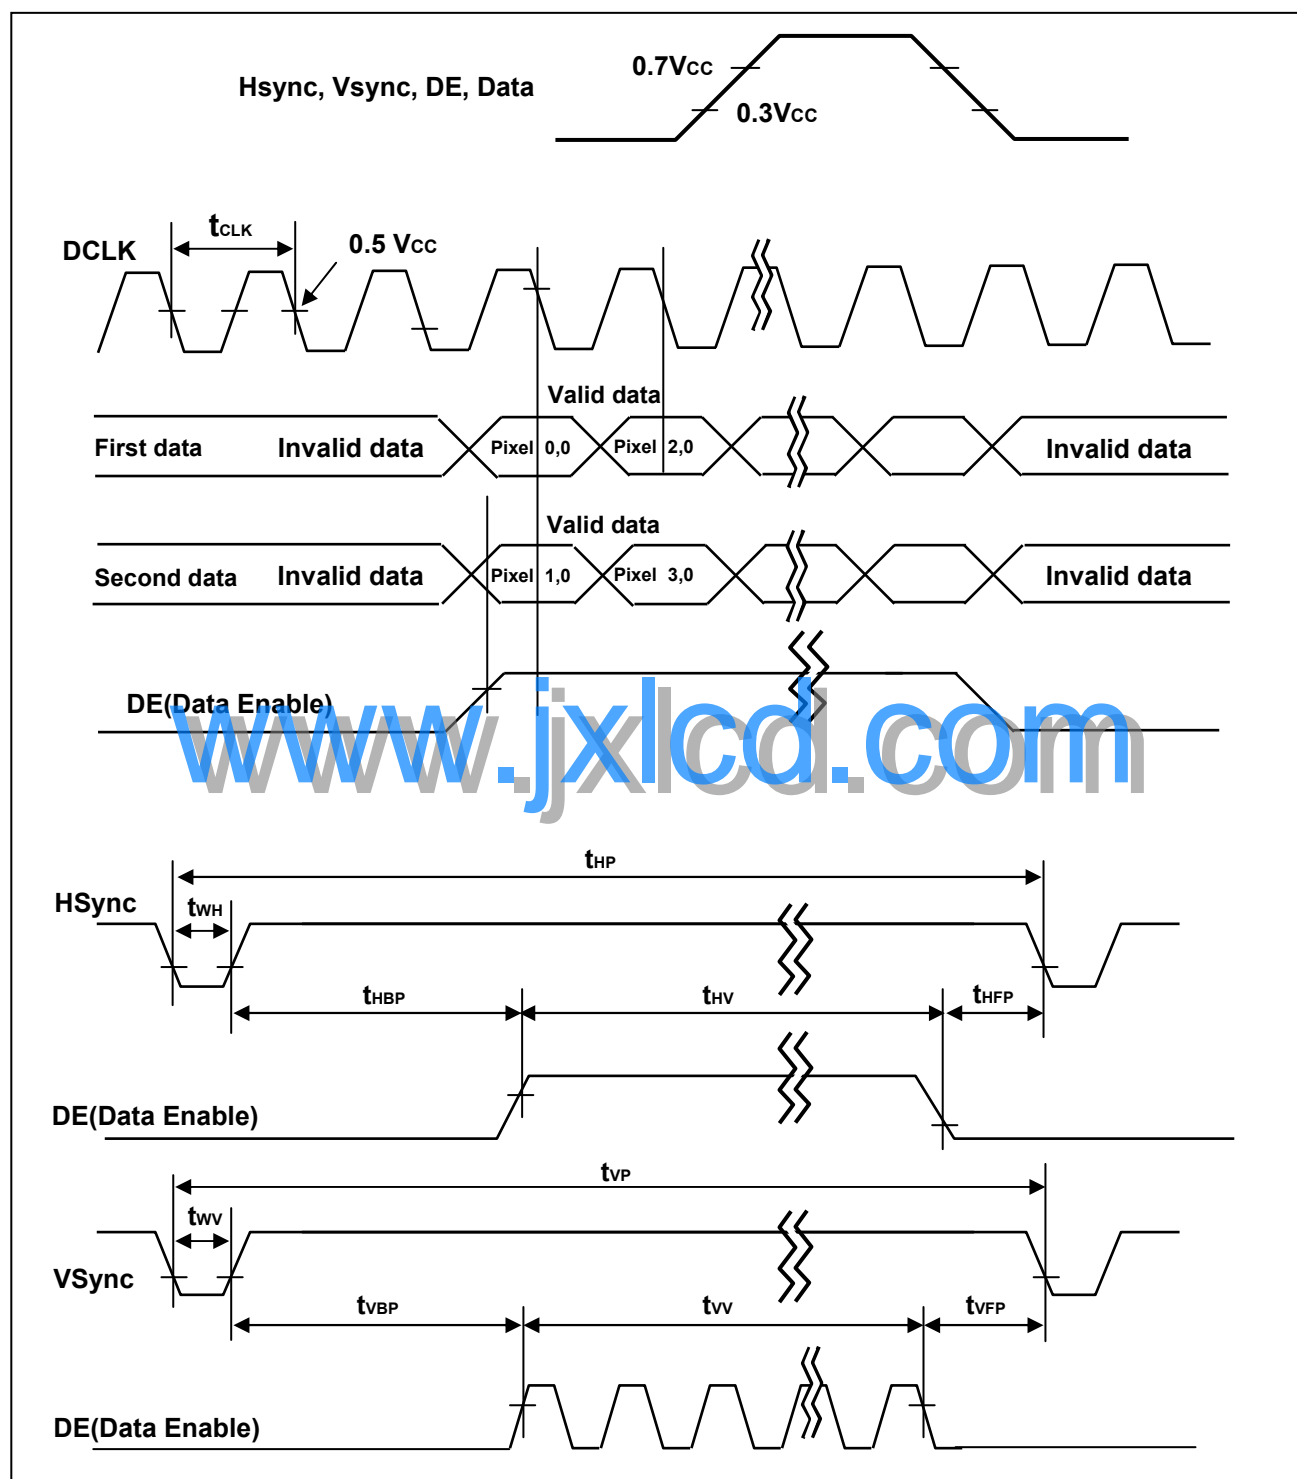 0.7VCC
Hsync, Vsync, DE, Data
0.3VCC
tCLK
DCLK
0.5 VCC
Valid data
First data Invalid data Pixel 0,0 Pixel 2,0 Invalid data
Valid data
Second data Invalid data Pixel 1,0 Pixel 3,0 Invalid data
DE(Data Enable)
www.jxlcd.com
tHP
HSync
tWH
tHBP tHV tHFP
DE(Data Enable)
tVP
tWV
VSync
tVBP tVV tVFP
DE(Data Enable)